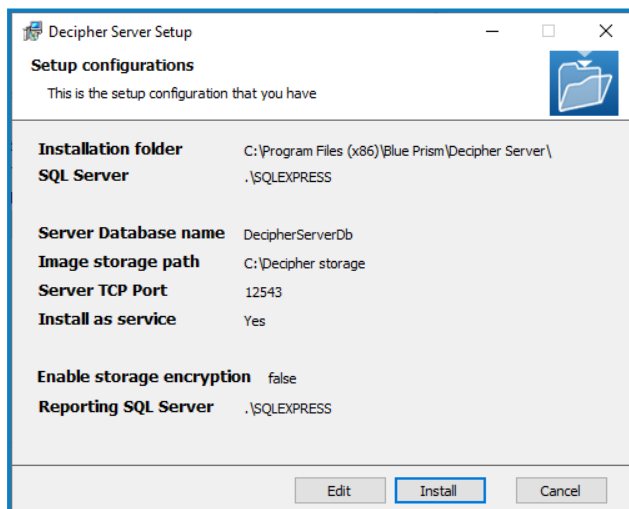 Decipher Server Setup
Setup configurations
This is the setup configuration that you have
Installation folder C:\Program Files (x86)\Blue Prism\Decipher Server\
SQL Server .\SQLEXPRESS
Server Database name DecipherServerDb
Image storage path C:\Decipher storage
Server TCP Port 12543
Install as service Yes
Enable storage encryption false
Reporting SQL Server .\SQLEXPRESS
Edit Install Cancel